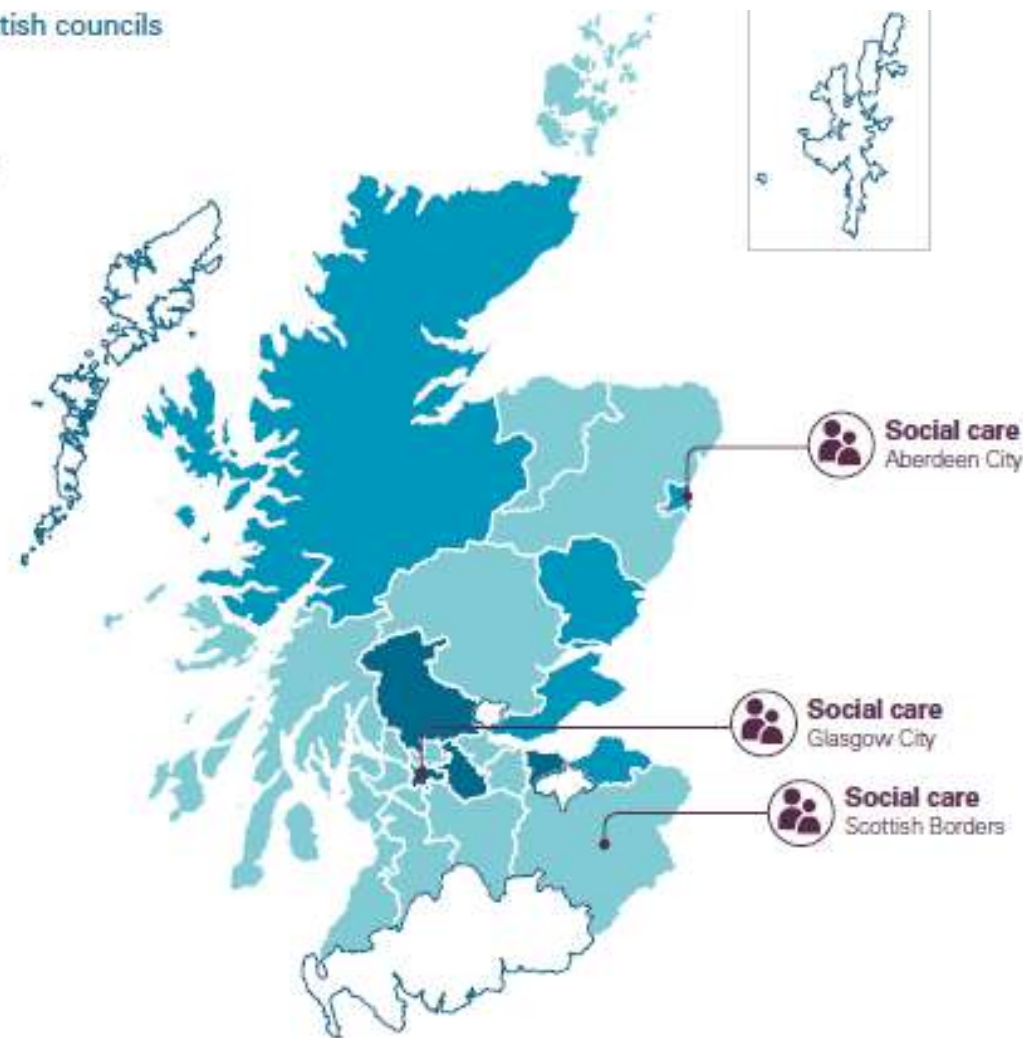 tish councils
Social care
Aberdeen City
Social care
Glasgow City
Social care
Scottish Borders